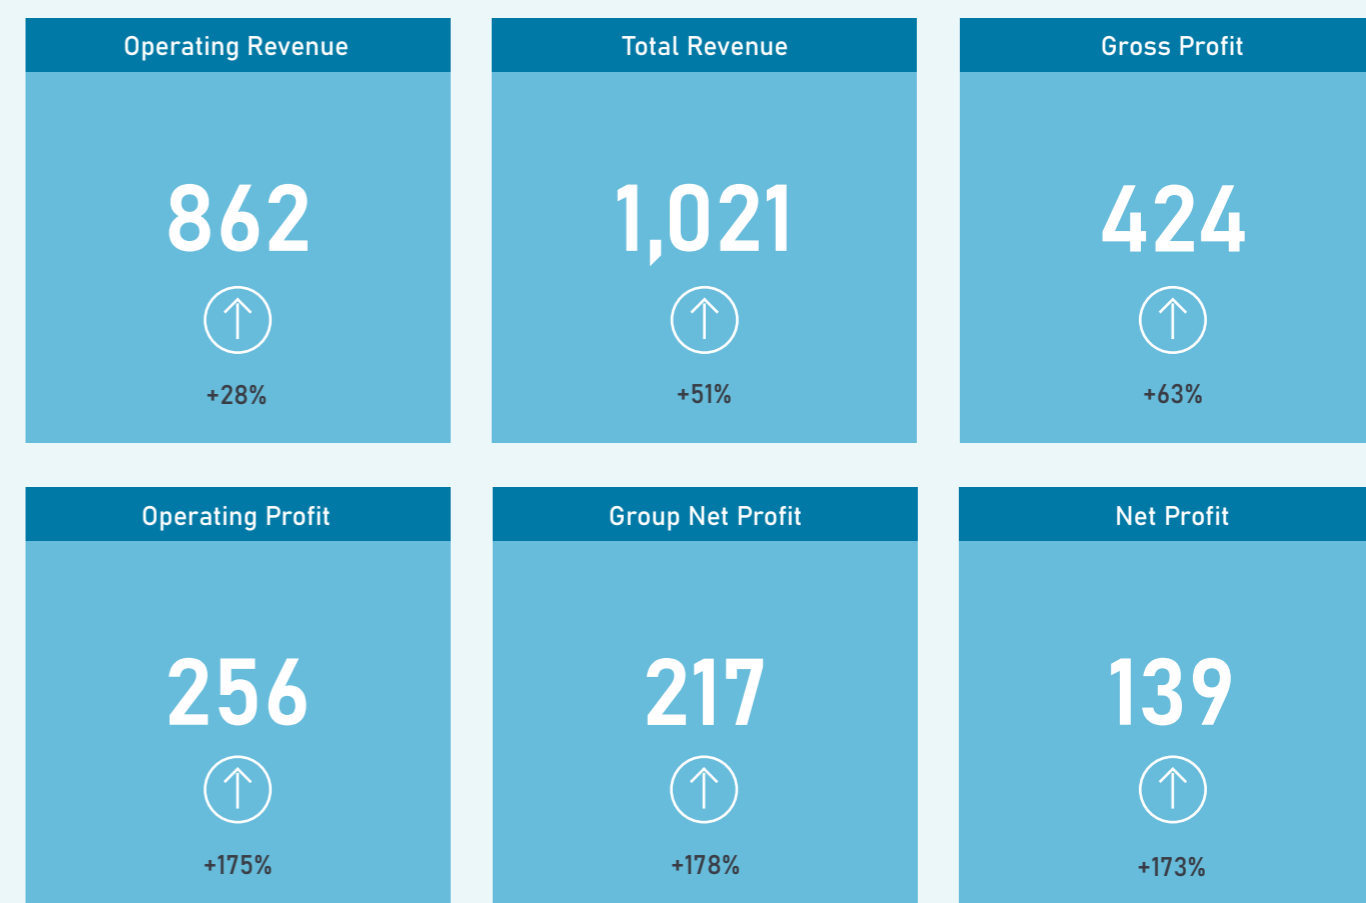 Operating Revenue
862
+28%
Total Revenue
1,021
+51%
Gross Profit
424
+63%
Operating Profit
256
+175%
Group Net Profit
217
+178%
Net Profit
139
+173%